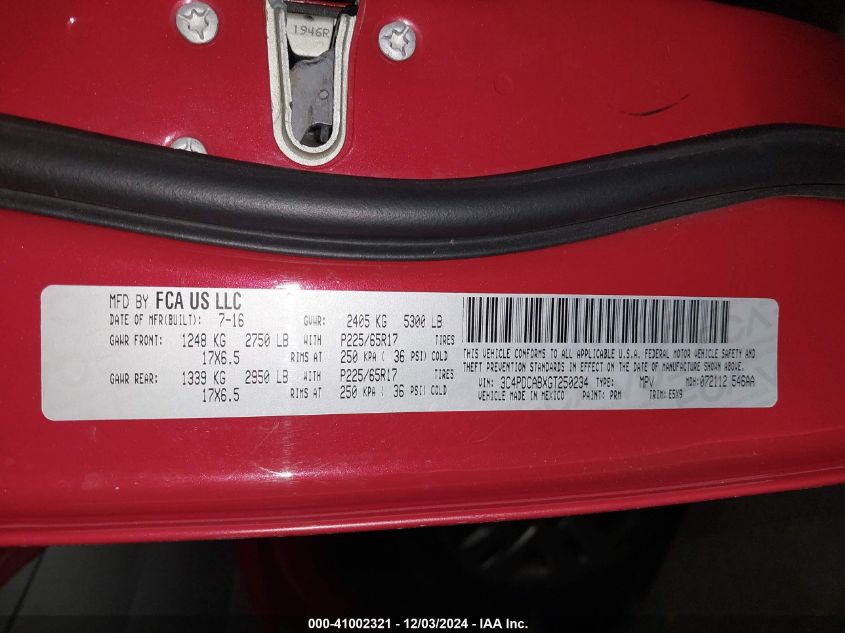 1946R
MFD BY FCA US LLC
DATE OF MFR(BUILT): 7-16 GVWR: 2405 KG 5300 LB
GAWR FRONT: 1248 KG 2750 LB WITH P225/65R17 TIRES
17X6.5 RIMS AT 250 KPA ( 36 PSI) COLD
GAWR REAR: 1339 KG 2950 LB WITH P225/65R17 TIRES
17X6.5 RIMS AT 250 KPA ( 36 PSI) COLD
THIS VEHICLE CONFORMS TO ALL APPLICABLE U.S.A. FEDERAL MOTOR VEHICLE SAFETY AND
THEFT PREVENTION STANDARDS IN EFFECT ON THE DATE OF MANUFACTURE SHOWN ABOVE.
VIN: 3C4PDCABXGT250234 TYPE: MPV MDH: 072112 546AA
VEHICLE MADE IN MEXICO PAINT: PRM TRIM: E5X9
000-41002321 - 12/03/2024 - IAA Inc.